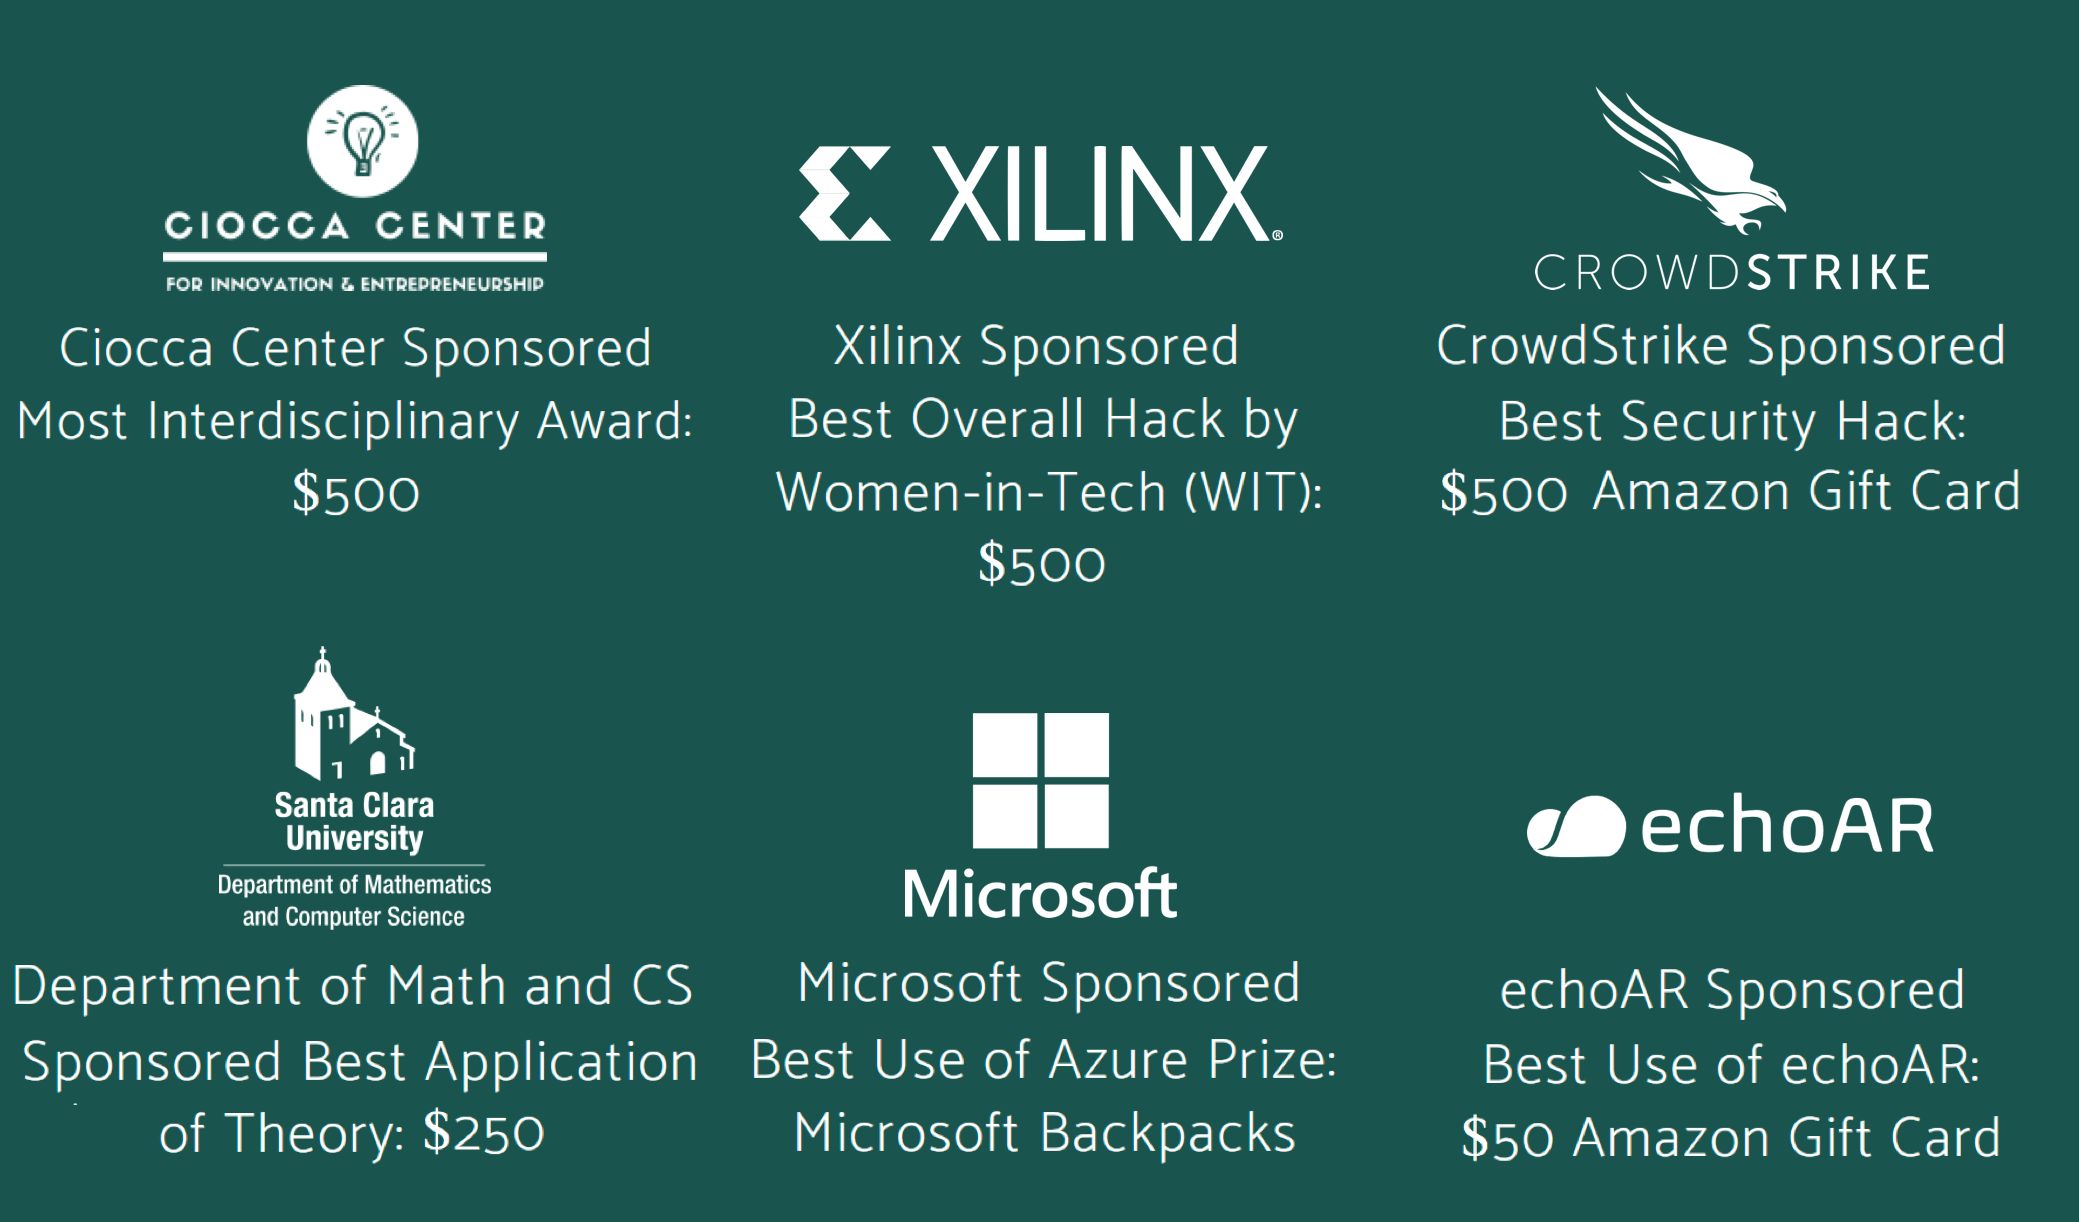 CIOCCA CENTER
FOR INNOVATION & ENTREPRENEURSHIP
Ciocca Center Sponsored
Most Interdisciplinary Award:
$500
XILINX®
Xilinx Sponsored
Best Overall Hack by
Women-in-Tech (WIT):
$500
CROWDSTRIKE
CrowdStrike Sponsored
Best Security Hack:
$500 Amazon Gift Card
Santa Clara
University
Department of Mathematics
and Computer Science
Department of Math and CS
Sponsored Best Application
of Theory: $250
Microsoft
Microsoft Sponsored
Best Use of Azure Prize:
Microsoft Backpacks
echoAR
echoAR Sponsored
Best Use of echoAR:
$50 Amazon Gift Card